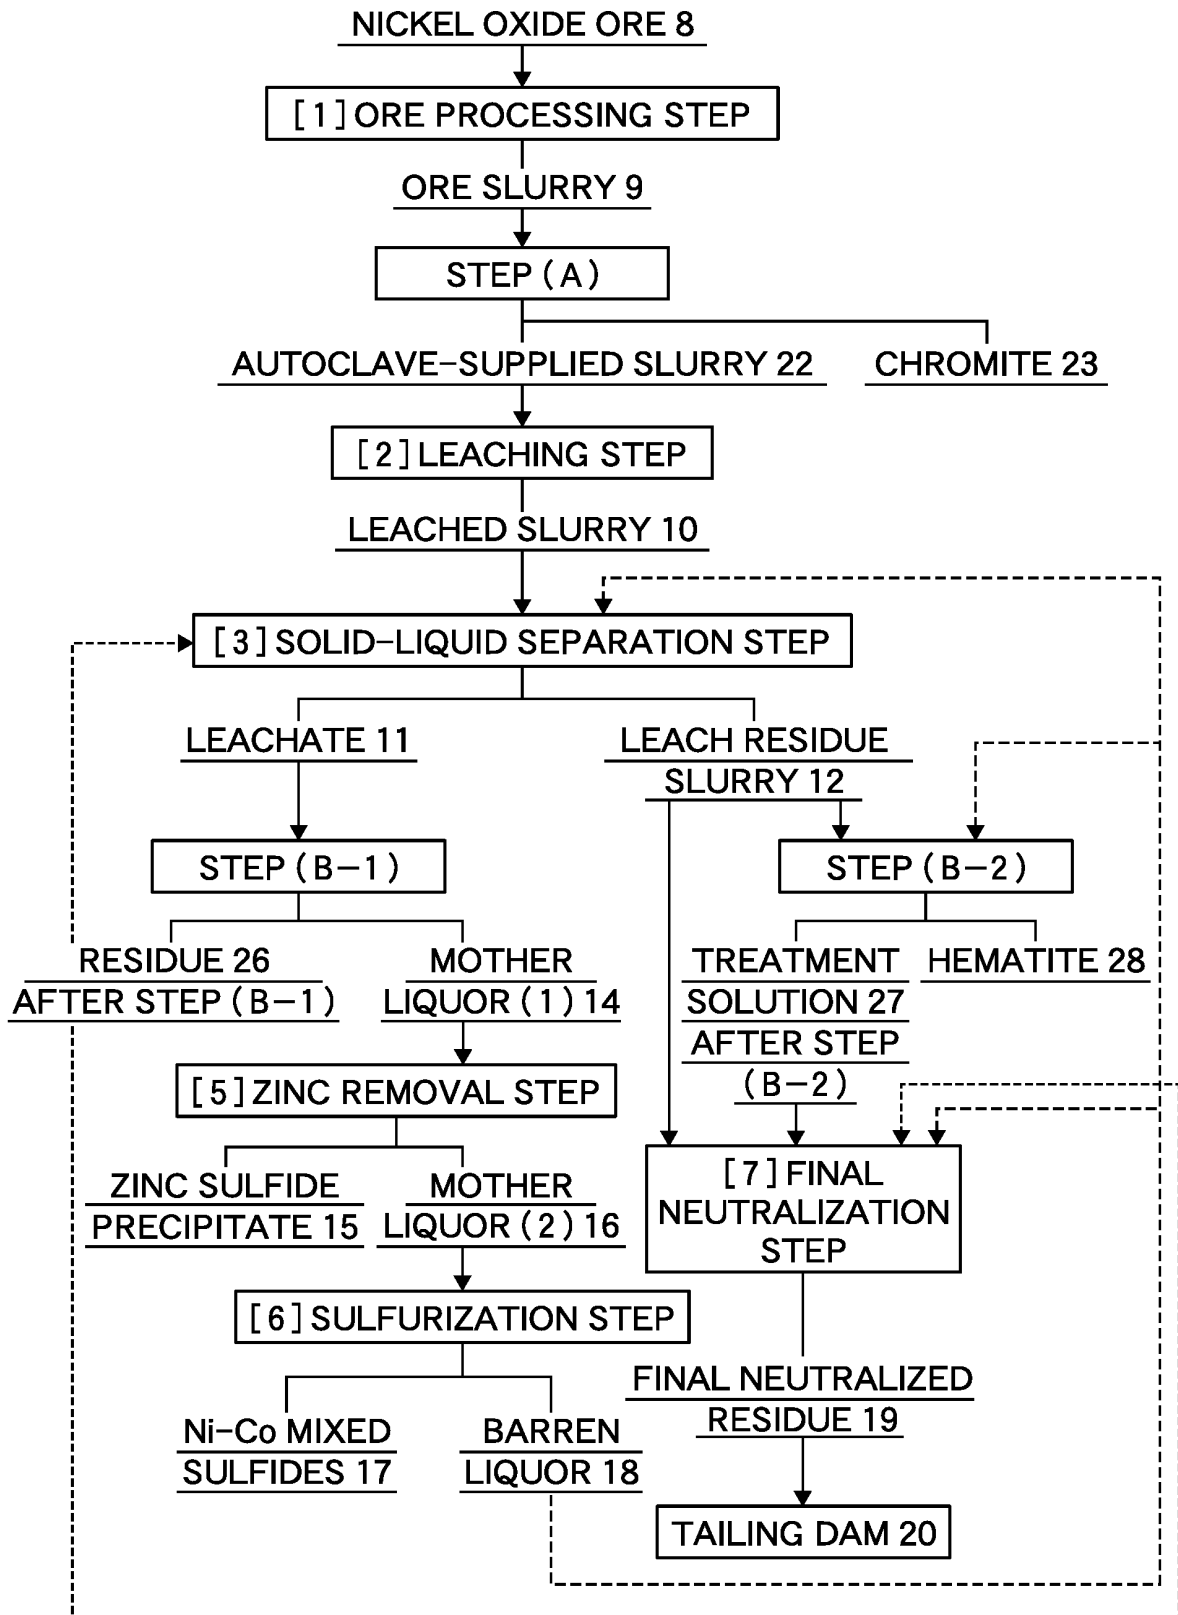 NICKEL OXIDE ORE 8
[1] ORE PROCESSING STEP
ORE SLURRY 9
STEP (A)
AUTOCLAVE-SUPPLIED SLURRY 22
CHROMITE 23
[2] LEACHING STEP
LEACHED SLURRY 10
[3] SOLID-LIQUID SEPARATION STEP
LEACHATE 11
LEACH RESIDUE
SLURRY 12
STEP (B-1)
STEP (B-2)
RESIDUE 26
AFTER STEP (B-1)
MOTHER
LIQUOR (1) 14
TREATMENT
SOLUTION 27
AFTER STEP
(B-2)
HEMATITE 28
[5] ZINC REMOVAL STEP
ZINC SULFIDE
PRECIPITATE 15
MOTHER
LIQUOR (2) 16
[7] FINAL
NEUTRALIZATION
STEP
[6] SULFURIZATION STEP
Ni-Co MIXED
SULFIDES 17
BARREN
LIQUOR 18
FINAL NEUTRALIZED
RESIDUE 19
TAILING DAM 20